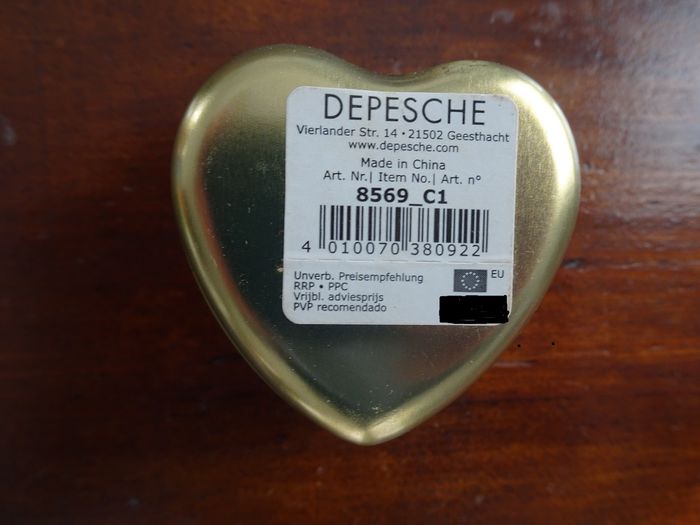 DEPESCHE
Vierlander Str. 14 • 21502 Geesthacht
www.depesche.com
Made in China
Art. Nr.| Item No.| Art. n°
8569_C1
4 010070 380922
Unverb. Preisempfehlung
RRP • PPC
Vrijbl. adviesprijs
PVP recomendado
EU